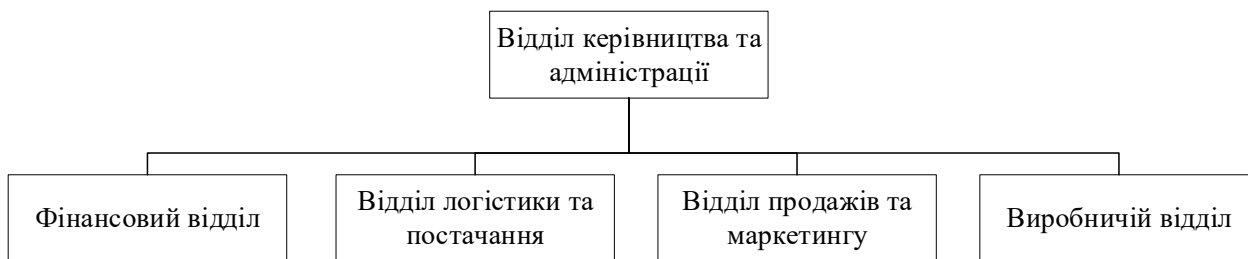 Відділ керівництва та
адміністрації
Фінансовий відділ
Відділ логістики та
постачання
Відділ продажів та
маркетингу
Виробничій відділ